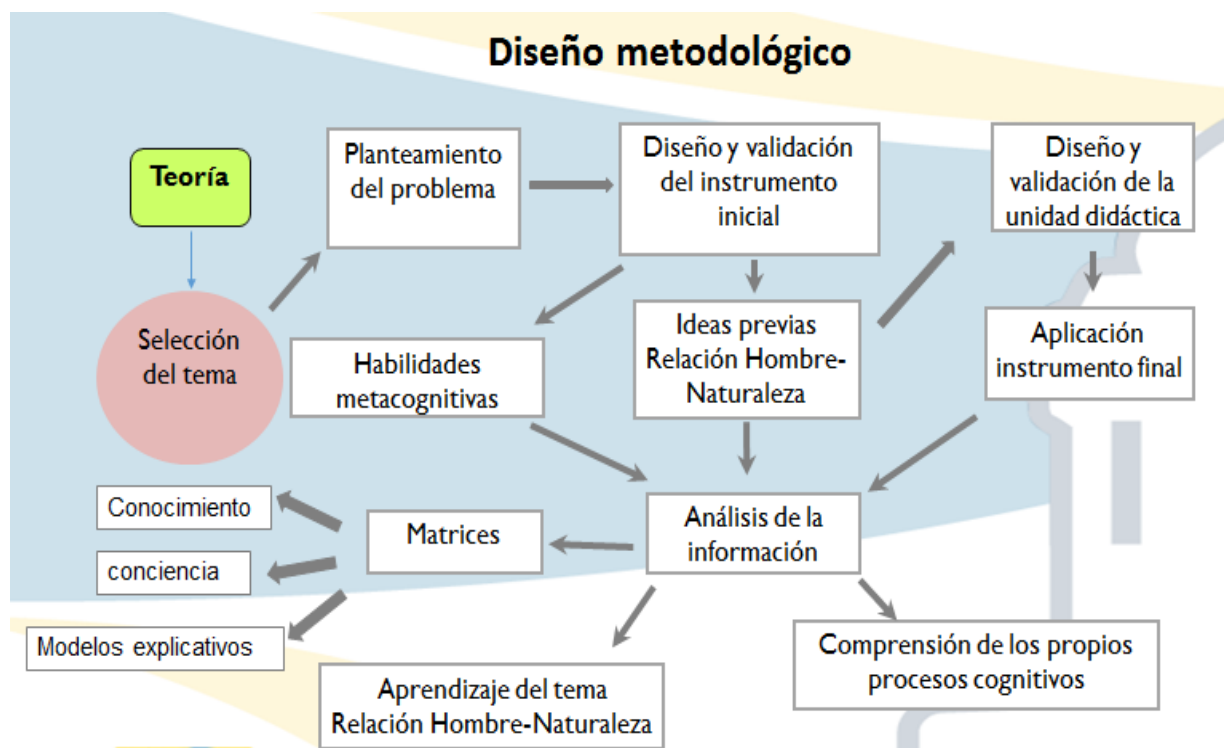 Diseño metodológico
Teoría
Planteamiento
del problema
Diseño y validación
del instrumento
inicial
Diseño y
validación de la
unidad didáctica
Selección
del tema
Habilidades
metacognitivas
Ideas previas
Relación Hombre-
Naturaleza
Aplicación
instrumento final
Conocimiento
conciencia
Modelos explicativos
Matrices
Análisis de la
información
Aprendizaje del tema
Relación Hombre-Naturaleza
Comprensión de los propios
procesos cognitivos